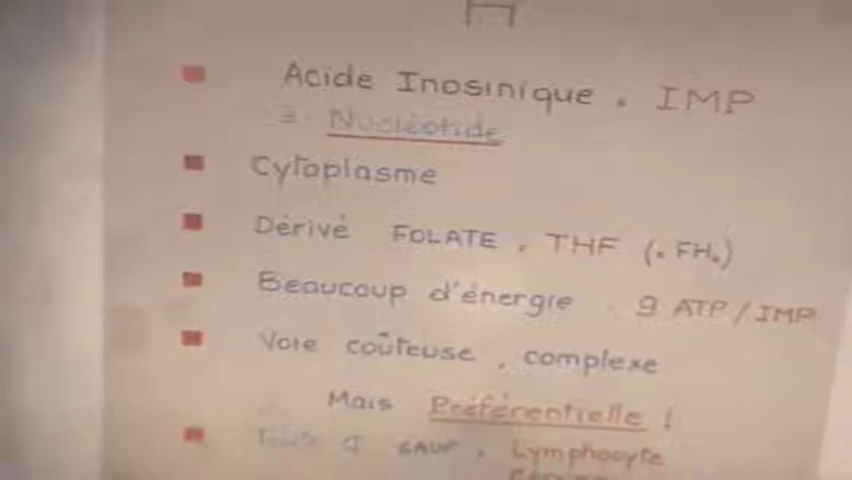 H
Acide Inosinique . IMP
= Nucléotide
Cytoplasme
Dérivé FOLATE . THF (. FH₄)
Beaucoup d'énergie . 9 ATP / IMP
Voie coûteuse , complexe
Mais Préférentielle !
SAUF , Lymphocyte